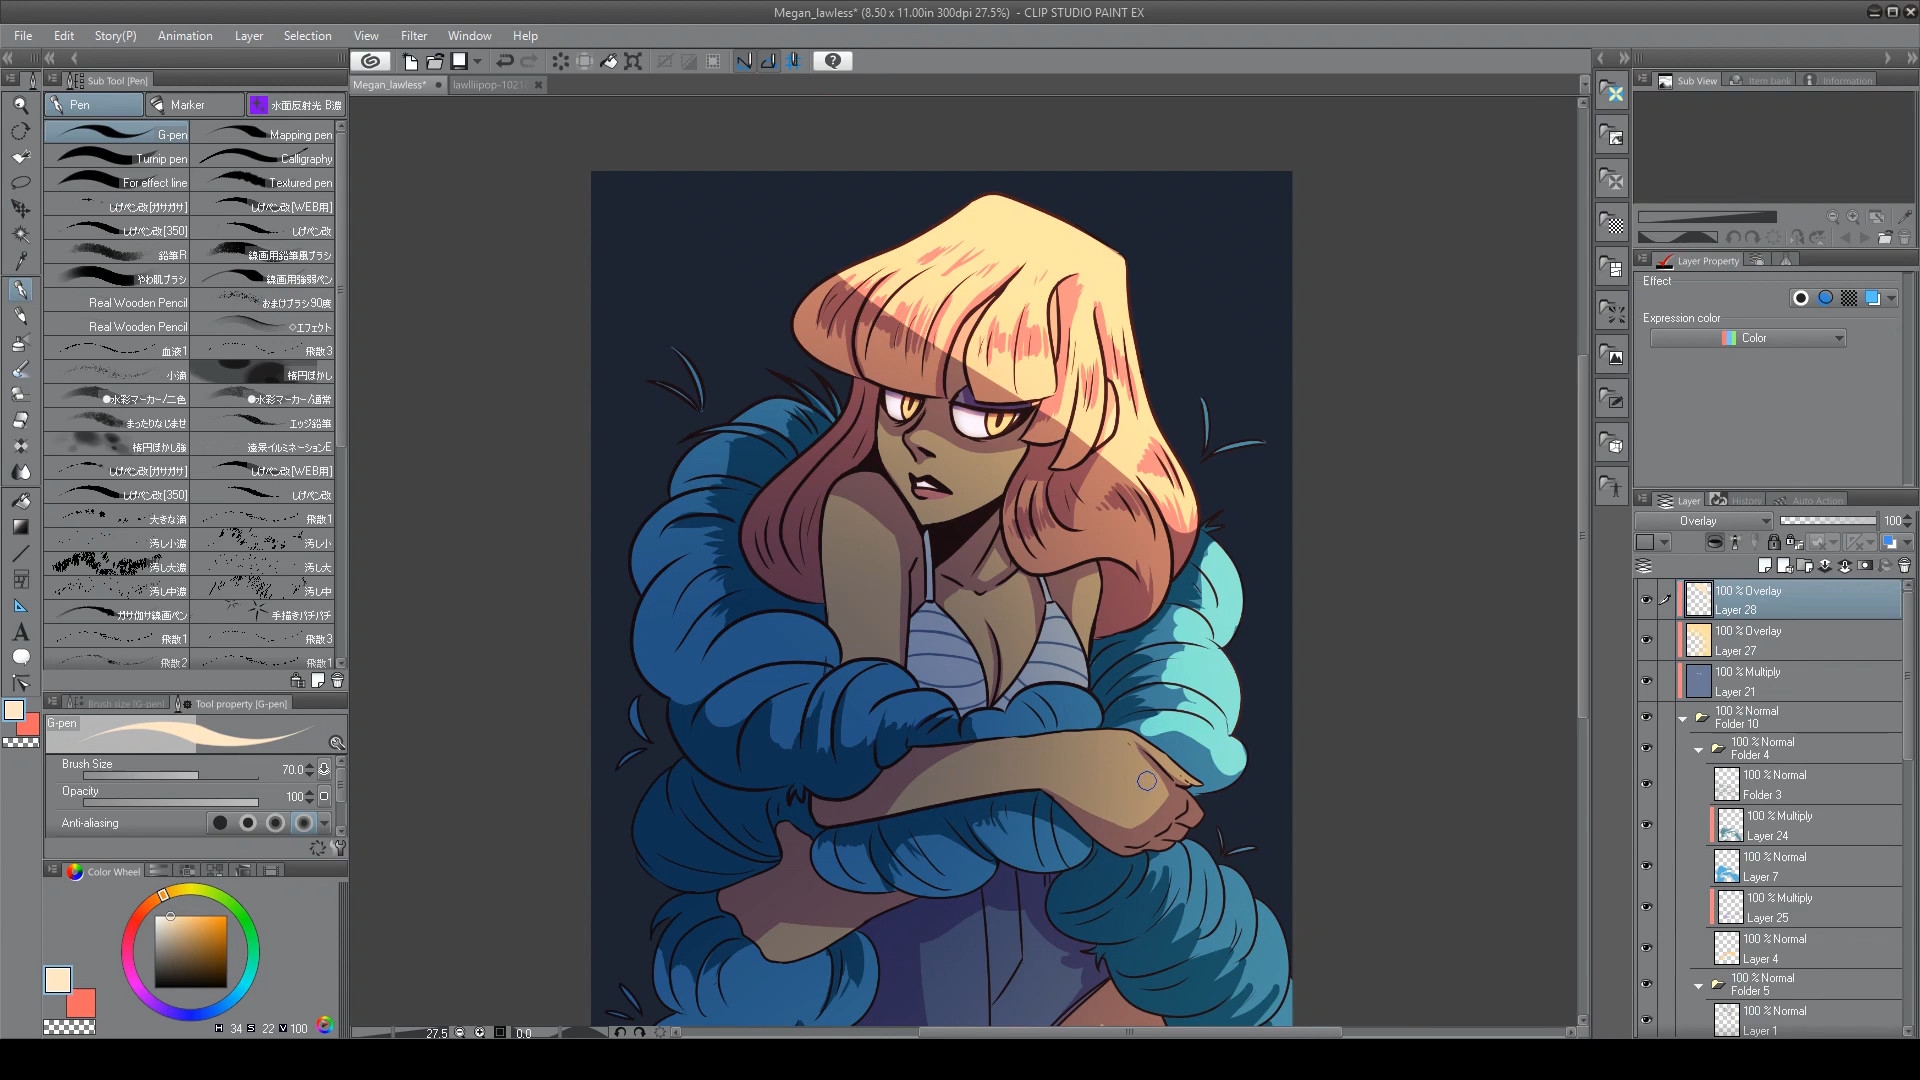 Megan_lawless* (8.50 x 11.00in 300dpi 27.5%) - CLIP STUDIO PAINT EX
File Edit Story(P) Animation Layer Selection Filter View Window Help
Sub Tool [Pen]
Megan_lawless*
Pen Marker 水面反射光 B濃
G-pen Mapping pen
Turnip pen Calligraphy
For effect line Textured pen
しげペン改[ガサガサ] しげペン改[WEB用]
しげペン改[350] しげペン改
鉛筆R 線画用鉛筆風ブラシ
やわ肌ブラシ 線画用強弱ペン
Real Wooden Pencil おまけブラシ90度
Real Wooden Pencil ◇エフェクト
血液1 飛散3
小滴 楕円ぼかし
●水彩マーカー/二色 ●水彩マーカー/通常
まったりなじませ エッジ鉛筆
楕円ぼかし強 遠景イルミネーションE
しげペン改[ガサガサ] しげペン改[WEB用]
しげペン改[350] しげペン改
大きな滴 飛散1
汚し小濃 汚し小
汚し大濃 汚し大
汚し中濃 汚し中
ガサガサ線画ペン 手描きパチパチ
飛散1 飛散3
飛散2 飛散1
Brush size [G-pen] Tool property [G-pen]
G-pen
Brush Size 70.0
Opacity 100
Anti-aliasing
Color Wheel
H 34 S 22 V 100
27.5 0.0
Sub View Item bank Information
Layer Property
Effect
Expression color
Color
Layer History Auto Action
Overlay 100
100 % Overlay
Layer 28
100 % Overlay
Layer 27
100 % Multiply
Layer 21
100 % Normal
Folder 10
100 % Normal
Folder 4
100 % Normal
Folder 3
100 % Multiply
Layer 24
100 % Normal
Layer 7
100 % Multiply
Layer 25
100 % Normal
Layer 4
100 % Normal
Folder 5
100 % Normal
Layer 1